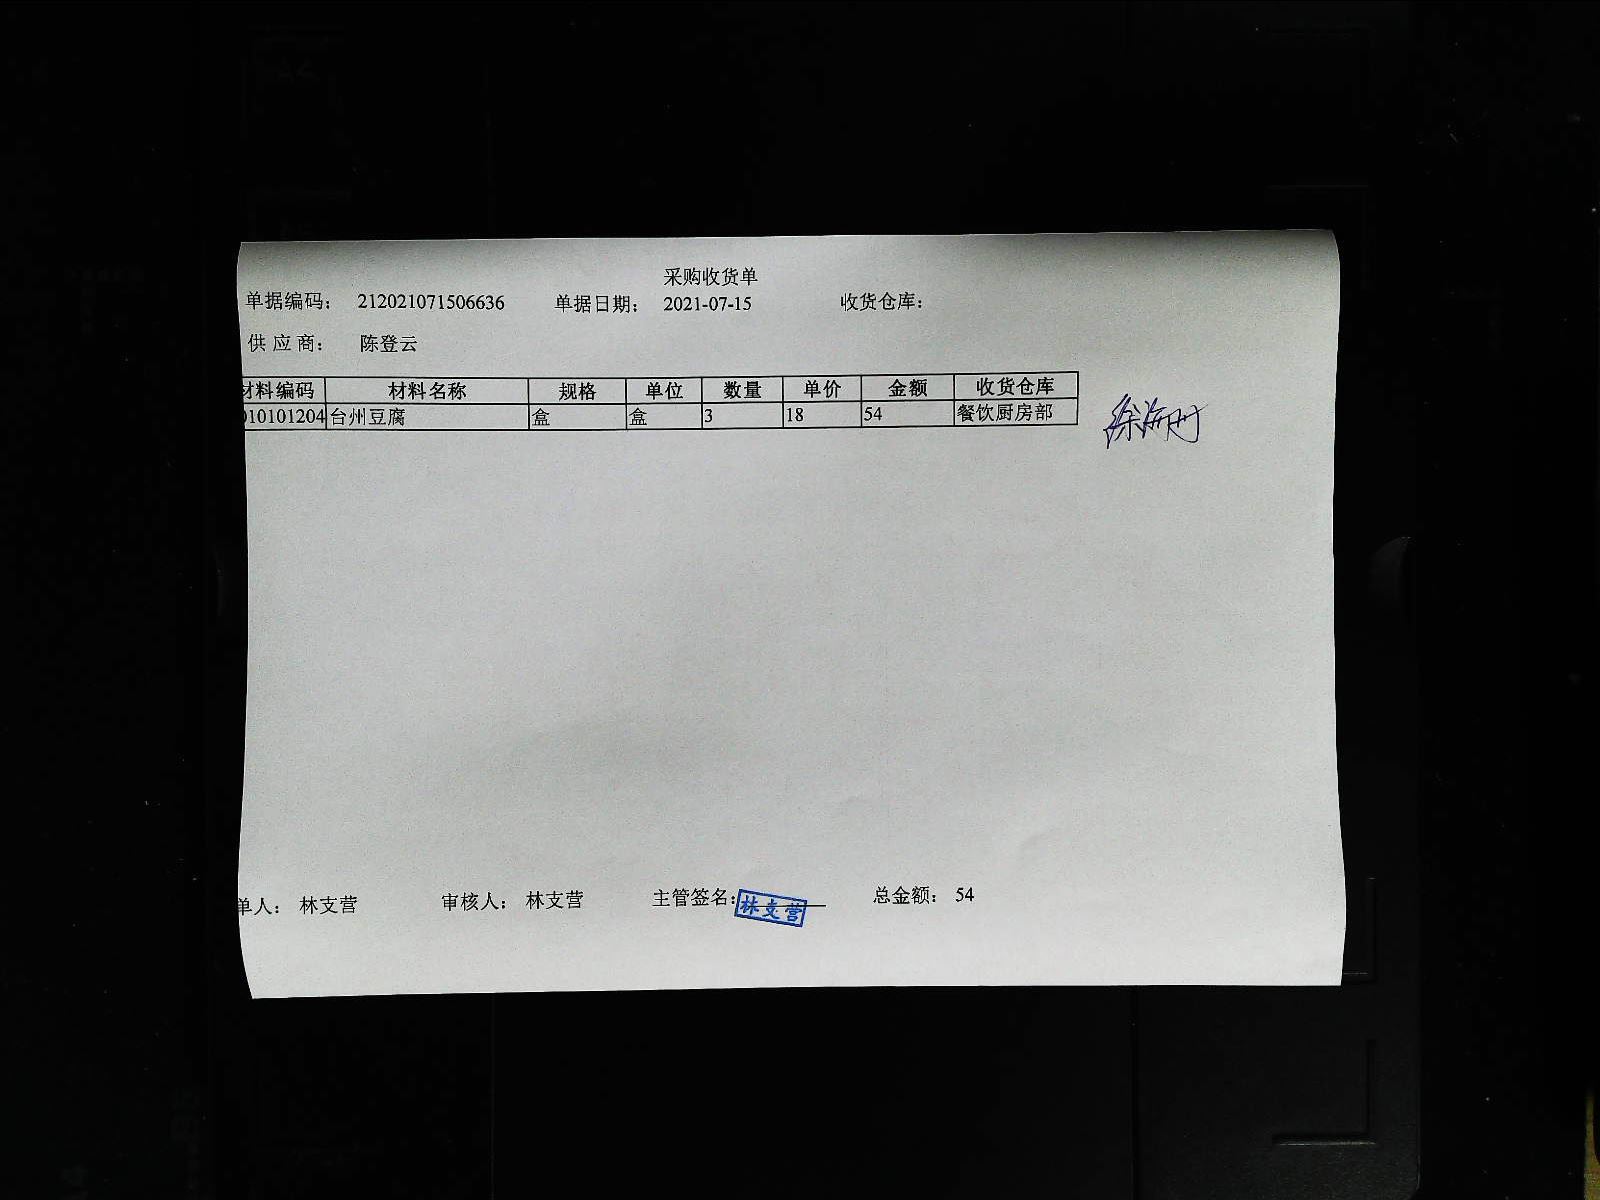 采购收货单
单据编码： 212021071506636 单据日期： 2021-07-15 收货仓库：
供应商： 陈登云
材料编码 材料名称 规格 单位 数量 单价 金额 收货仓库
010101204 台州豆腐 盒 盒 3 18 54 餐饮厨房部
单人： 林支营 审核人： 林支营 主管签名： 林支营 总金额： 54